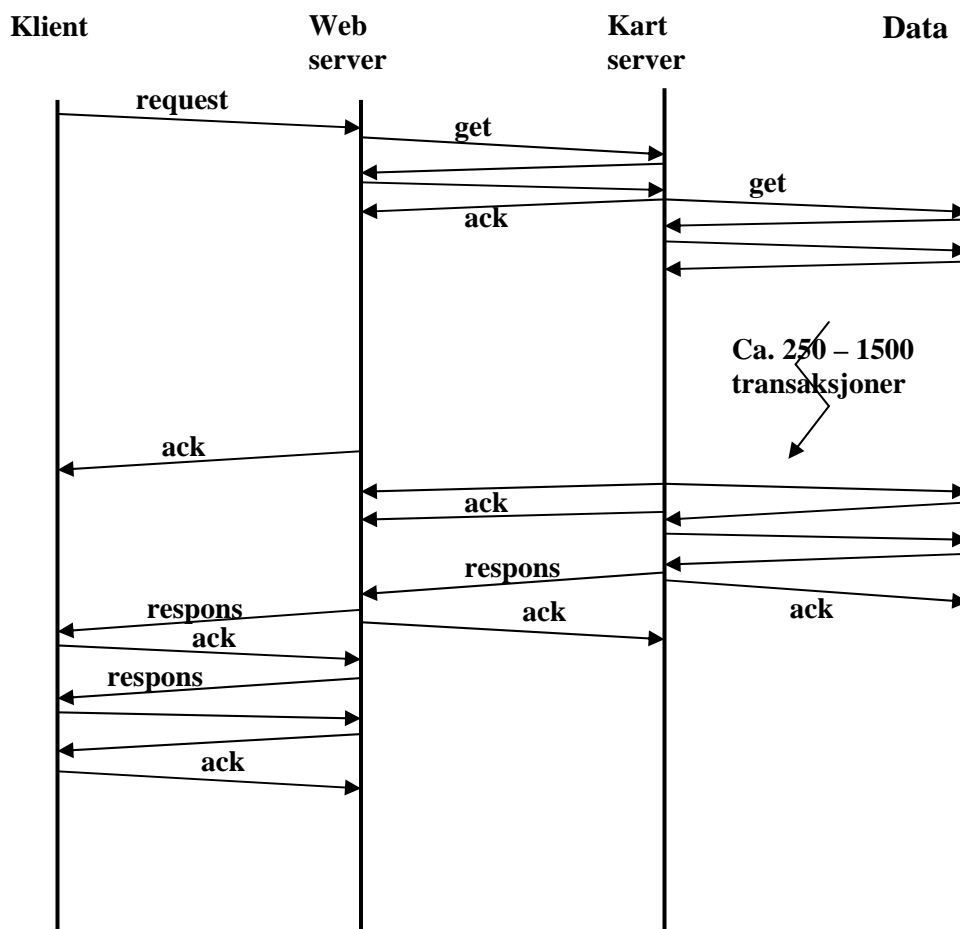 Klient
Web
server
Kart
server
Data
request
get
get
ack
Ca. 250 – 1500
transaksjoner
ack
ack
respons
respons
ack
ack
ack
respons
ack